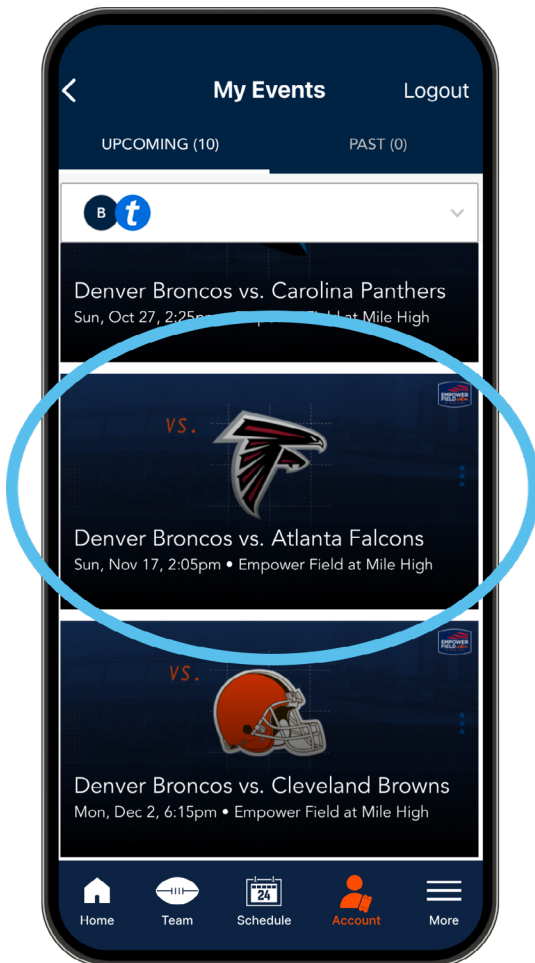 My Events
Logout
UPCOMING (10)
PAST (0)
B t
Denver Broncos vs. Carolina Panthers
Sun, Oct 27, 2:25pm • Empower Field at Mile High
EMPOWER
FIELD
VS.
Denver Broncos vs. Atlanta Falcons
Sun, Nov 17, 2:05pm • Empower Field at Mile High
EMPOWER
FIELD
VS.
Denver Broncos vs. Cleveland Browns
Mon, Dec 2, 6:15pm • Empower Field at Mile High
24
Home
Team
Schedule
Account
More